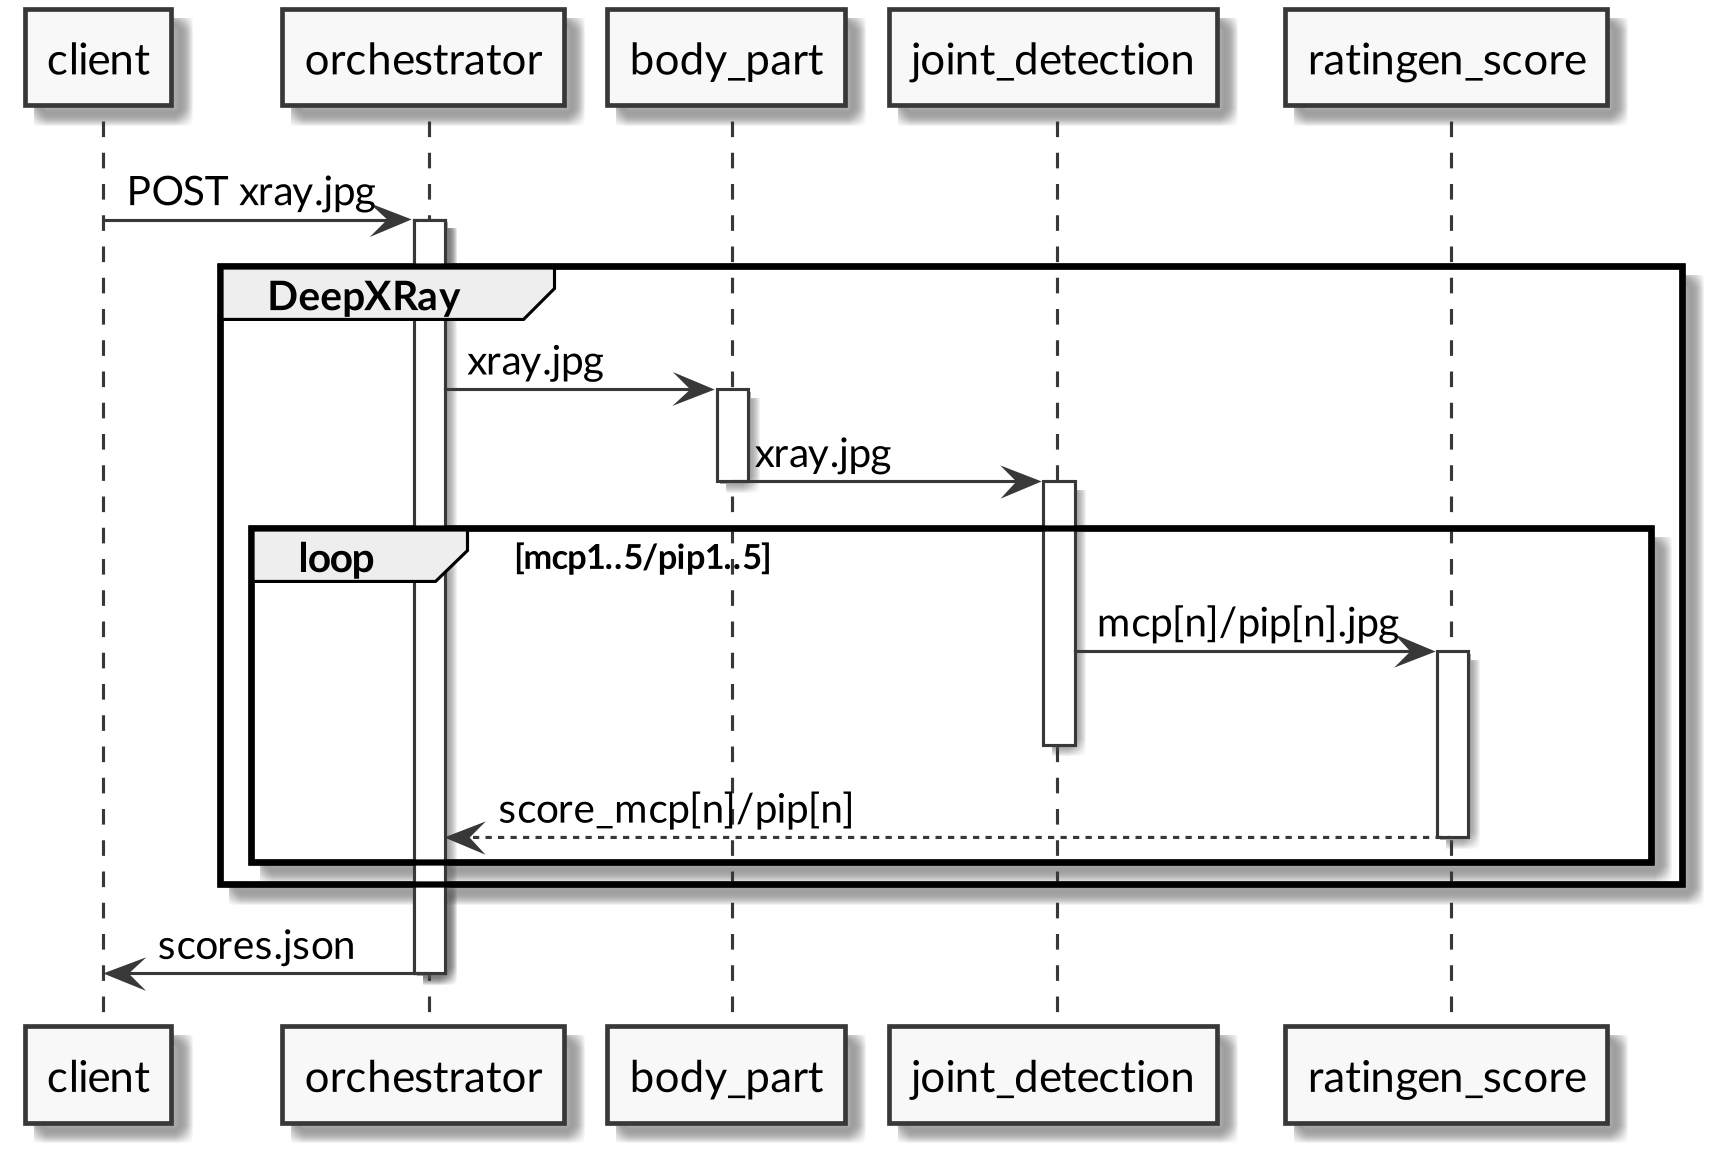 client
orchestrator
body_part
joint_detection
ratingen_score
POST xray.jpg
DeepXRay
xray.jpg
xray.jpg
loop
[mcp1..5/pip1..5]
mcp[n]/pip[n].jpg
score_mcp[n]/pip[n]
scores.json
client
orchestrator
body_part
joint_detection
ratingen_score